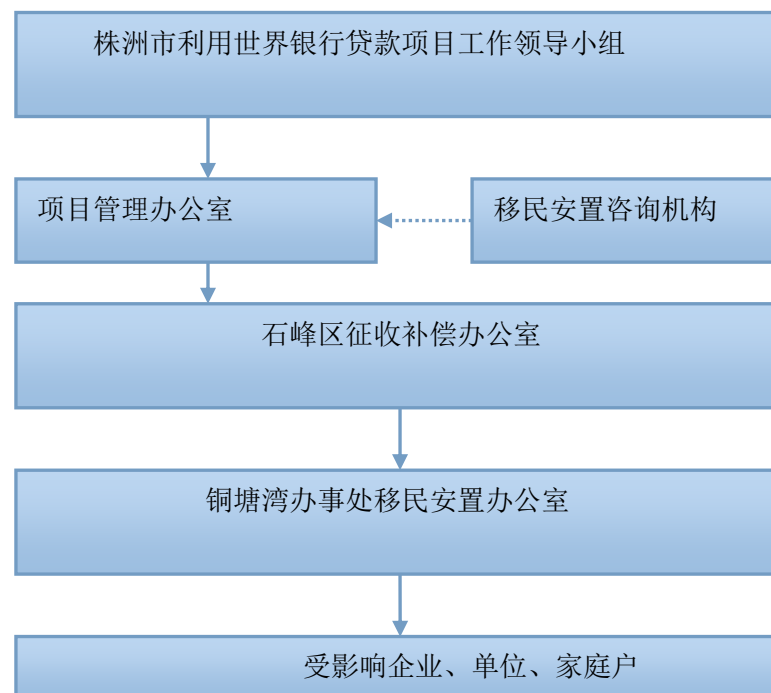 株洲市利用世界银行贷款项目工作领导小组
项目管理办公室
移民安置咨询机构
石峰区征收补偿办公室
铜塘湾办事处移民安置办公室
受影响企业、单位、家庭户